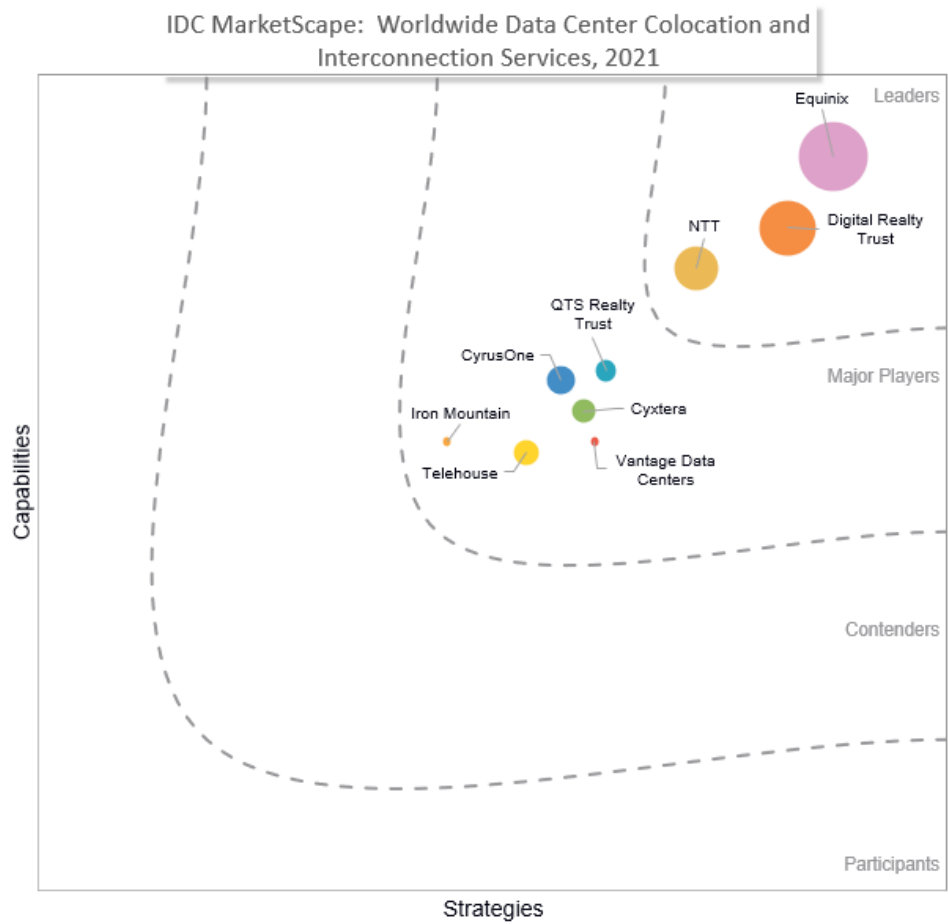 IDC MarketScape: Worldwide Data Center Colocation and
Interconnection Services, 2021
Leaders
Equinix
Digital Realty
Trust
NTT
QTS Realty
Trust
CyrusOne
Major Players
Iron Mountain
Cyxtera
Telehouse
Vantage Data
Centers
Capabilities
Contenders
Participants
Strategies